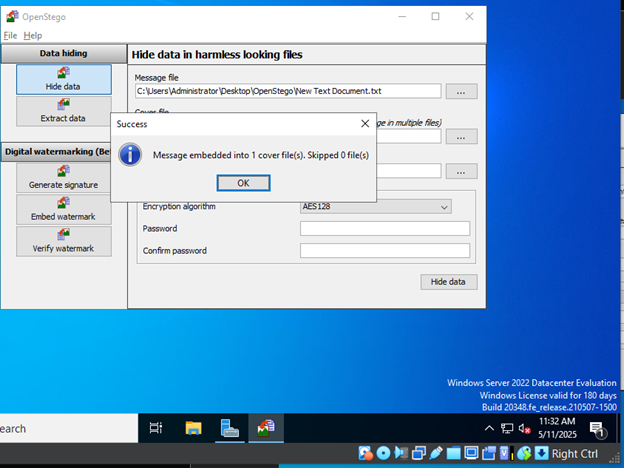 OpenStego
File Help
Data hiding
Hide data
Extract data
Digital watermarking (Be
Generate signature
Embed watermark
Verify watermark
Hide data in harmless looking files
Message file
C:\Users\Administrator\Desktop\OpenStego\New Text Document.txt
...
Cover file
ge in multiple files)
...
...
Success
Message embedded into 1 cover file(s). Skipped 0 file(s)
OK
Encryption algorithm
AES128
Password
Confirm password
Hide data
Windows Server 2022 Datacenter Evaluation
Windows License valid for 180 days
Build 20348.fe_release.210507-1500
earch
11:32 AM
5/11/2025
1
Right Ctrl